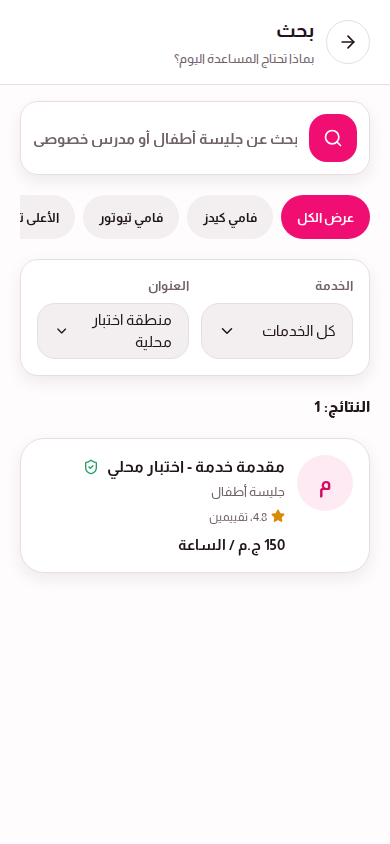 بحث
بماذا تحتاج المساعدة اليوم؟
بحث عن جليسة أطفال أو مدرس خصوصي
عرض الكل
فامي كيدز
فامي تيوتور
الأعلى ت
الخدمة
العنوان
كل الخدمات
منطقة اختبار
محلية
النتائج: 1
م
مقدمة خدمة - اختبار محلي
جليسة أطفال
4.8، تقييمين
150 ج.م / الساعة